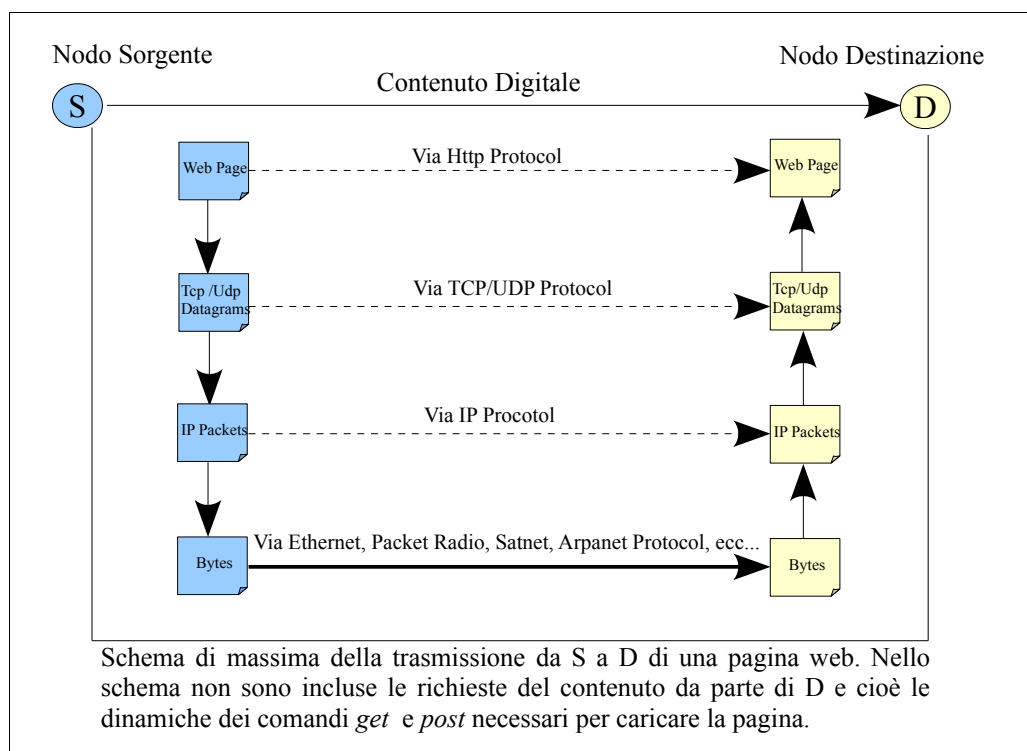 Nodo Sorgente
Nodo Destinazione
Contenuto Digitale
S
D
Web Page
Via Http Protocol
Web Page
Tcp /Udp
Datagrams
Via TCP/UDP Protocol
Tcp/Udp
Datagrams
IP Packets
Via IP Procotol
IP Packets
Via Ethernet, Packet Radio, Satnet, Arpanet Protocol, ecc...
Bytes
Bytes
Schema di massima della trasmissione da S a D di una pagina web. Nello
schema non sono incluse le richieste del contenuto da parte di D e cioè le
dinamiche dei comandi get e post necessari per caricare la pagina.